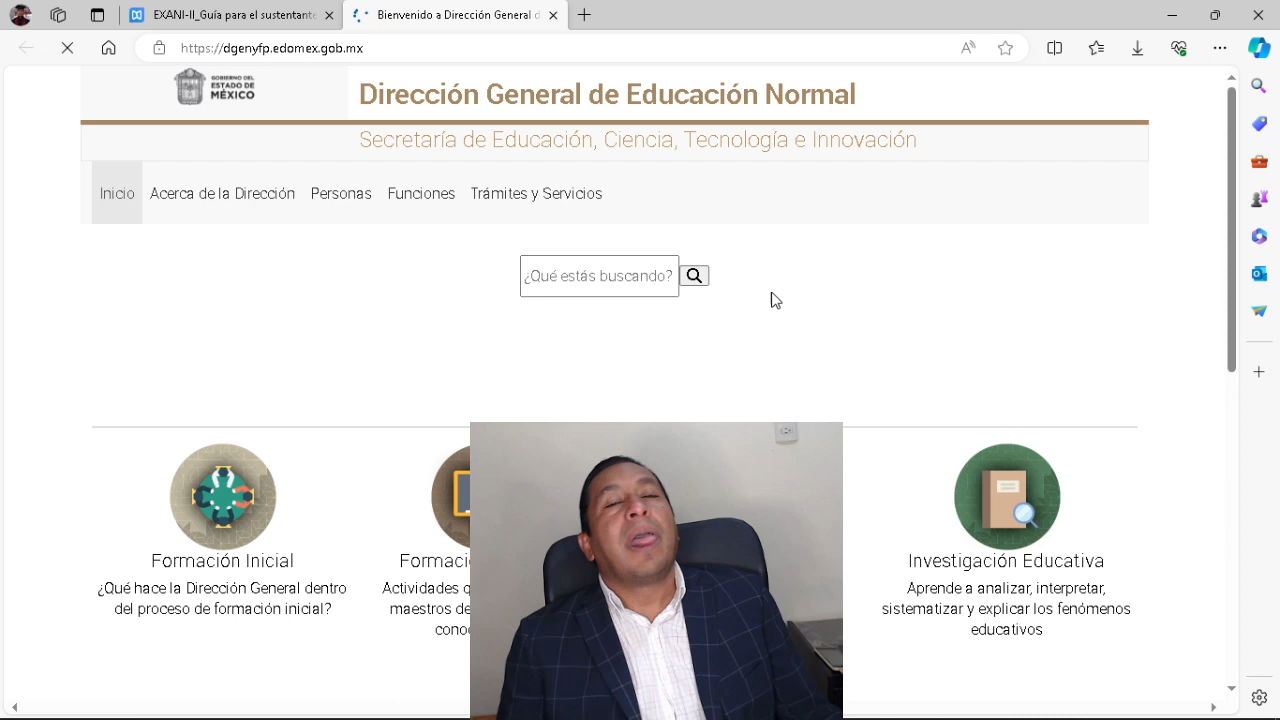 EXANI-II_Guía para el sustentante
Bienvenido a Dirección General d
https://dgenyfp.edomex.gob.mx
GOBIERNO DEL
ESTADO DE
MÉXICO
Dirección General de Educación Normal
Secretaría de Educación, Ciencia, Tecnología e Innovación
Inicio Acerca de la Dirección Personas Funciones Trámites y Servicios
¿Qué estás buscando?
Formación Inicial
¿Qué hace la Dirección General dentro
del proceso de formación inicial?
Formaci
Actividades q
maestros de
cono
Investigación Educativa
Aprende a analizar, interpretar,
sistematizar y explicar los fenómenos
educativos